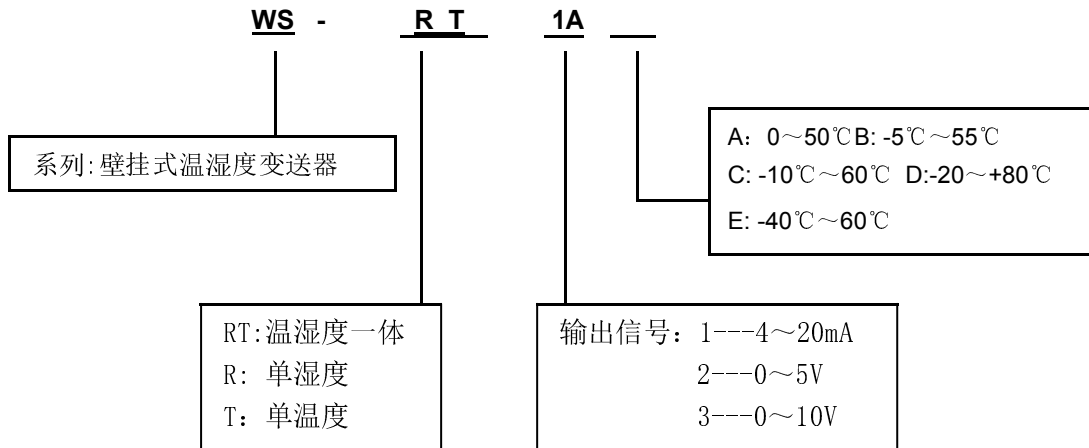 WS - R T 1A
系列:壁挂式温湿度变送器
A：0～50℃B: -5℃～55℃
C: -10℃～60℃ D:-20～+80℃
E: -40℃～60℃
RT:温湿度一体
R: 单湿度
T：单温度
输出信号：1---4～20mA
2---0～5V
3---0～10V